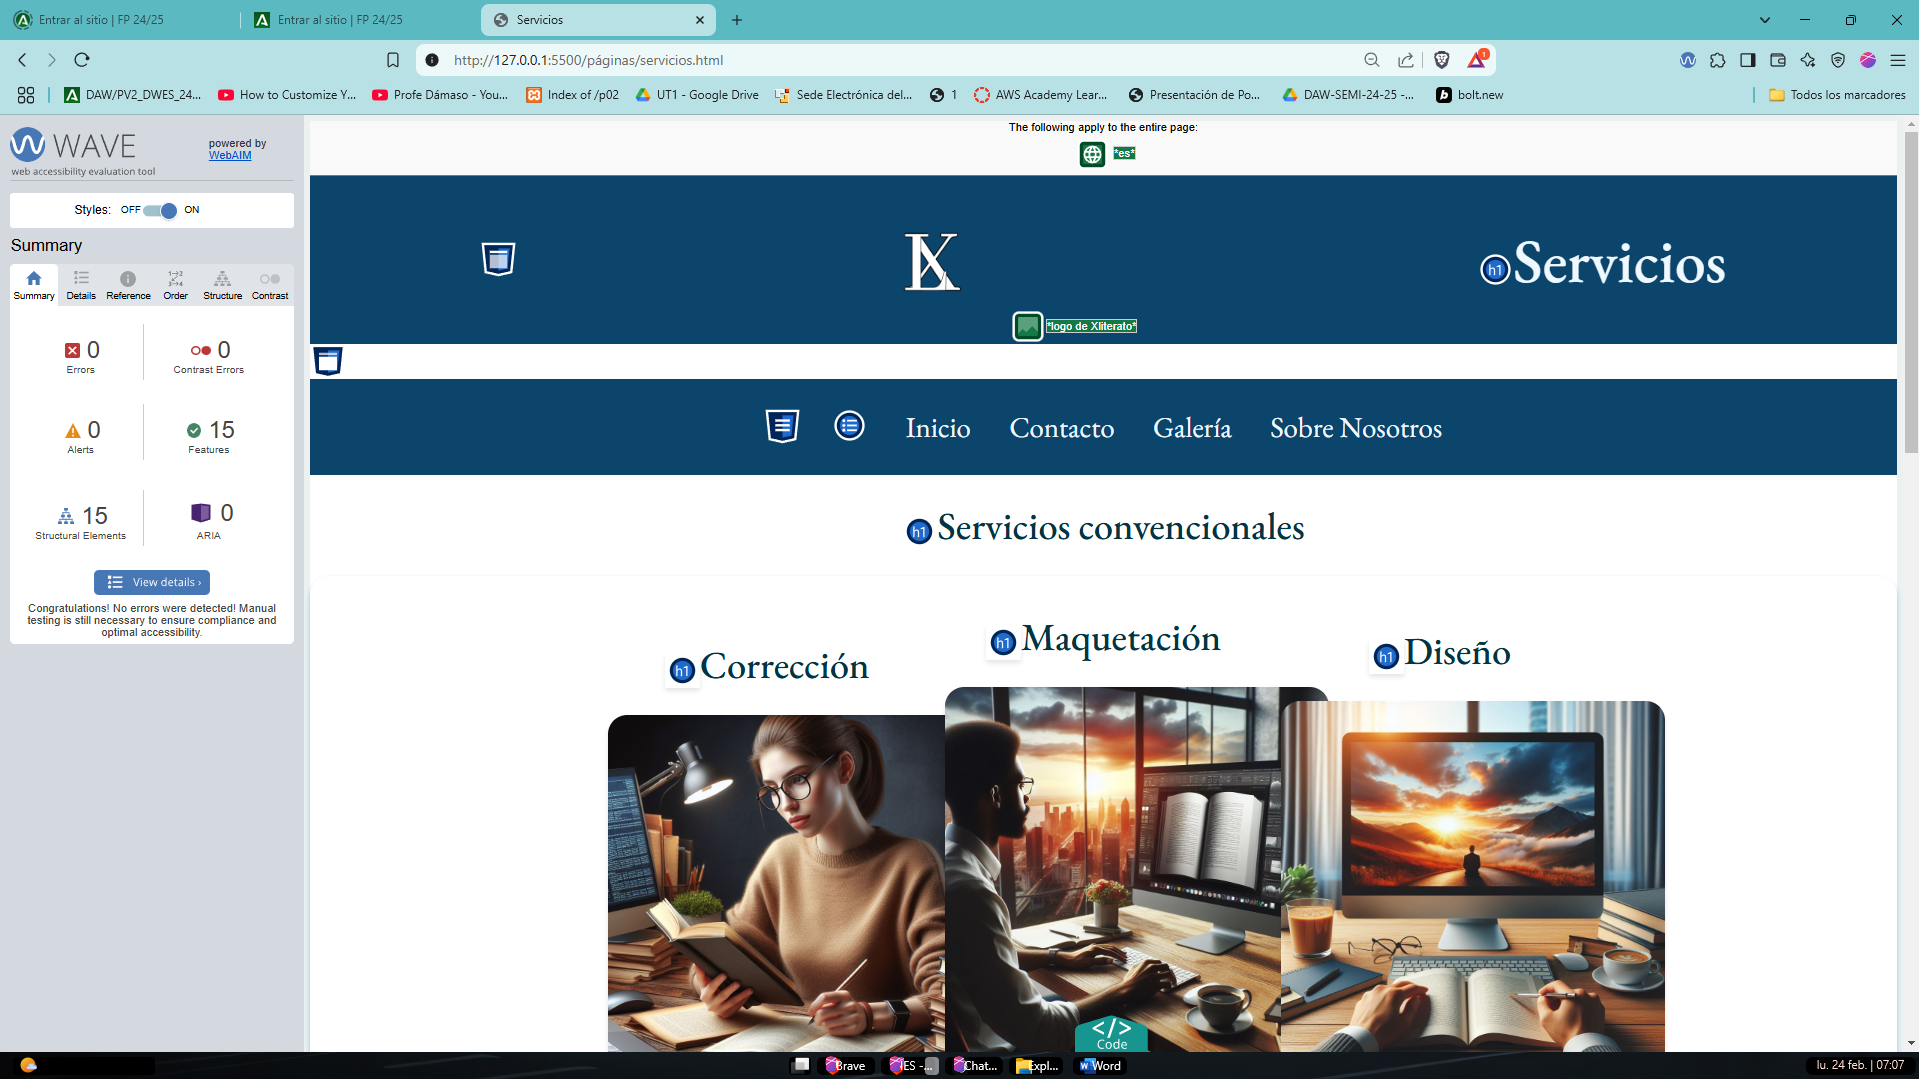 Entrar al sitio | FP 24/25
Entrar al sitio | FP 24/25
Servicios
http://127.0.0.1:5500/páginas/servicios.html
1
DAW/PV2_DWES_24...
How to Customize Y...
Profe Dámaso - You...
Index of /p02
UT1 - Google Drive
Sede Electrónica del...
1
AWS Academy Lear...
Presentación de Po...
DAW-SEMI-24-25 -...
b bolt.new
Todos los marcadores
WAVE
powered by
WebAIM
web accessibility evaluation tool
Styles: OFF ON
Summary
Summary
Details
Reference
Order
Structure
Contrast
0
Errors
0
Contrast Errors
0
Alerts
15
Features
15
Structural Elements
0
ARIA
View details ›
Congratulations! No errors were detected! Manual
testing is still necessary to ensure compliance and
optimal accessibility.
The following apply to the entire page:
*es*
LX
h1 Servicios
*logo de Xliterato*
Inicio
Contacto
Galería
Sobre Nosotros
h1 Servicios convencionales
h1 Corrección
h1 Maquetación
h1 Diseño
</>
Code
Brave
ES -...
Chat...
Expl...
Word
lu. 24 feb. | 07:07